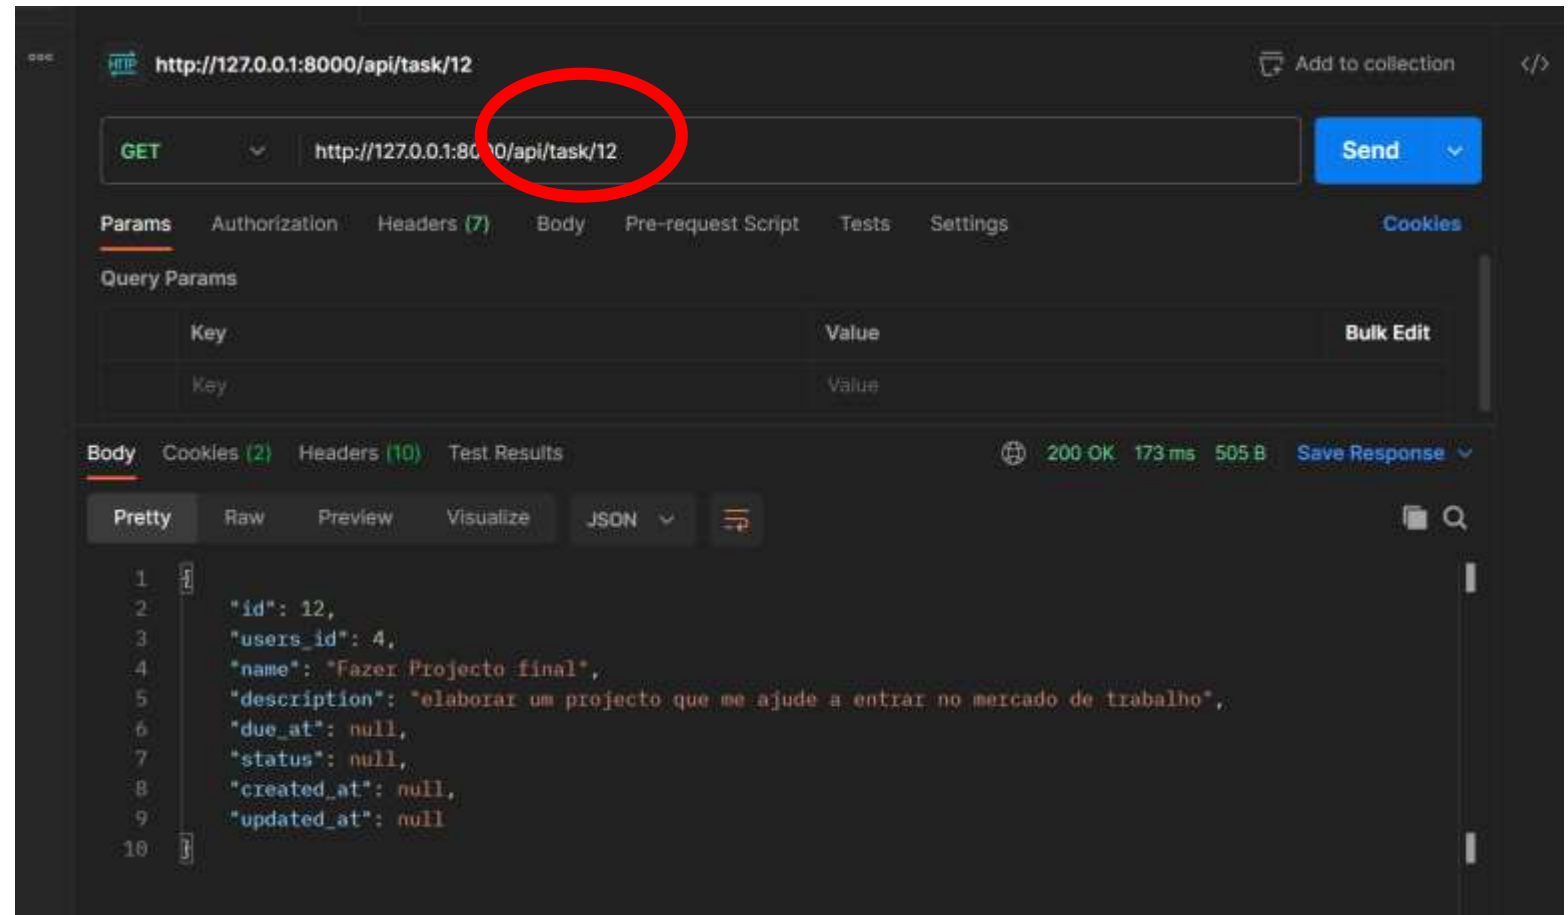 HTTP http://127.0.0.1:8000/api/task/12 Add to collection </>
GET http://127.0.0.1:8000/api/task/12 Send
Params Authorization Headers (7) Body Pre-request Script Tests Settings Cookies
Query Params
Key Value Bulk Edit
Key Value
Body Cookies (2) Headers (10) Test Results 200 OK 173 ms 505 B Save Response
Pretty Raw Preview Visualize JSON
1 {
2 "id": 12,
3 "users_id": 4,
4 "name": "Fazer Projecto final",
5 "description": "elaborar um projecto que me ajude a entrar no mercado de trabalho",
6 "due_at": null,
7 "status": null,
8 "created_at": null,
9 "updated_at": null
10 }